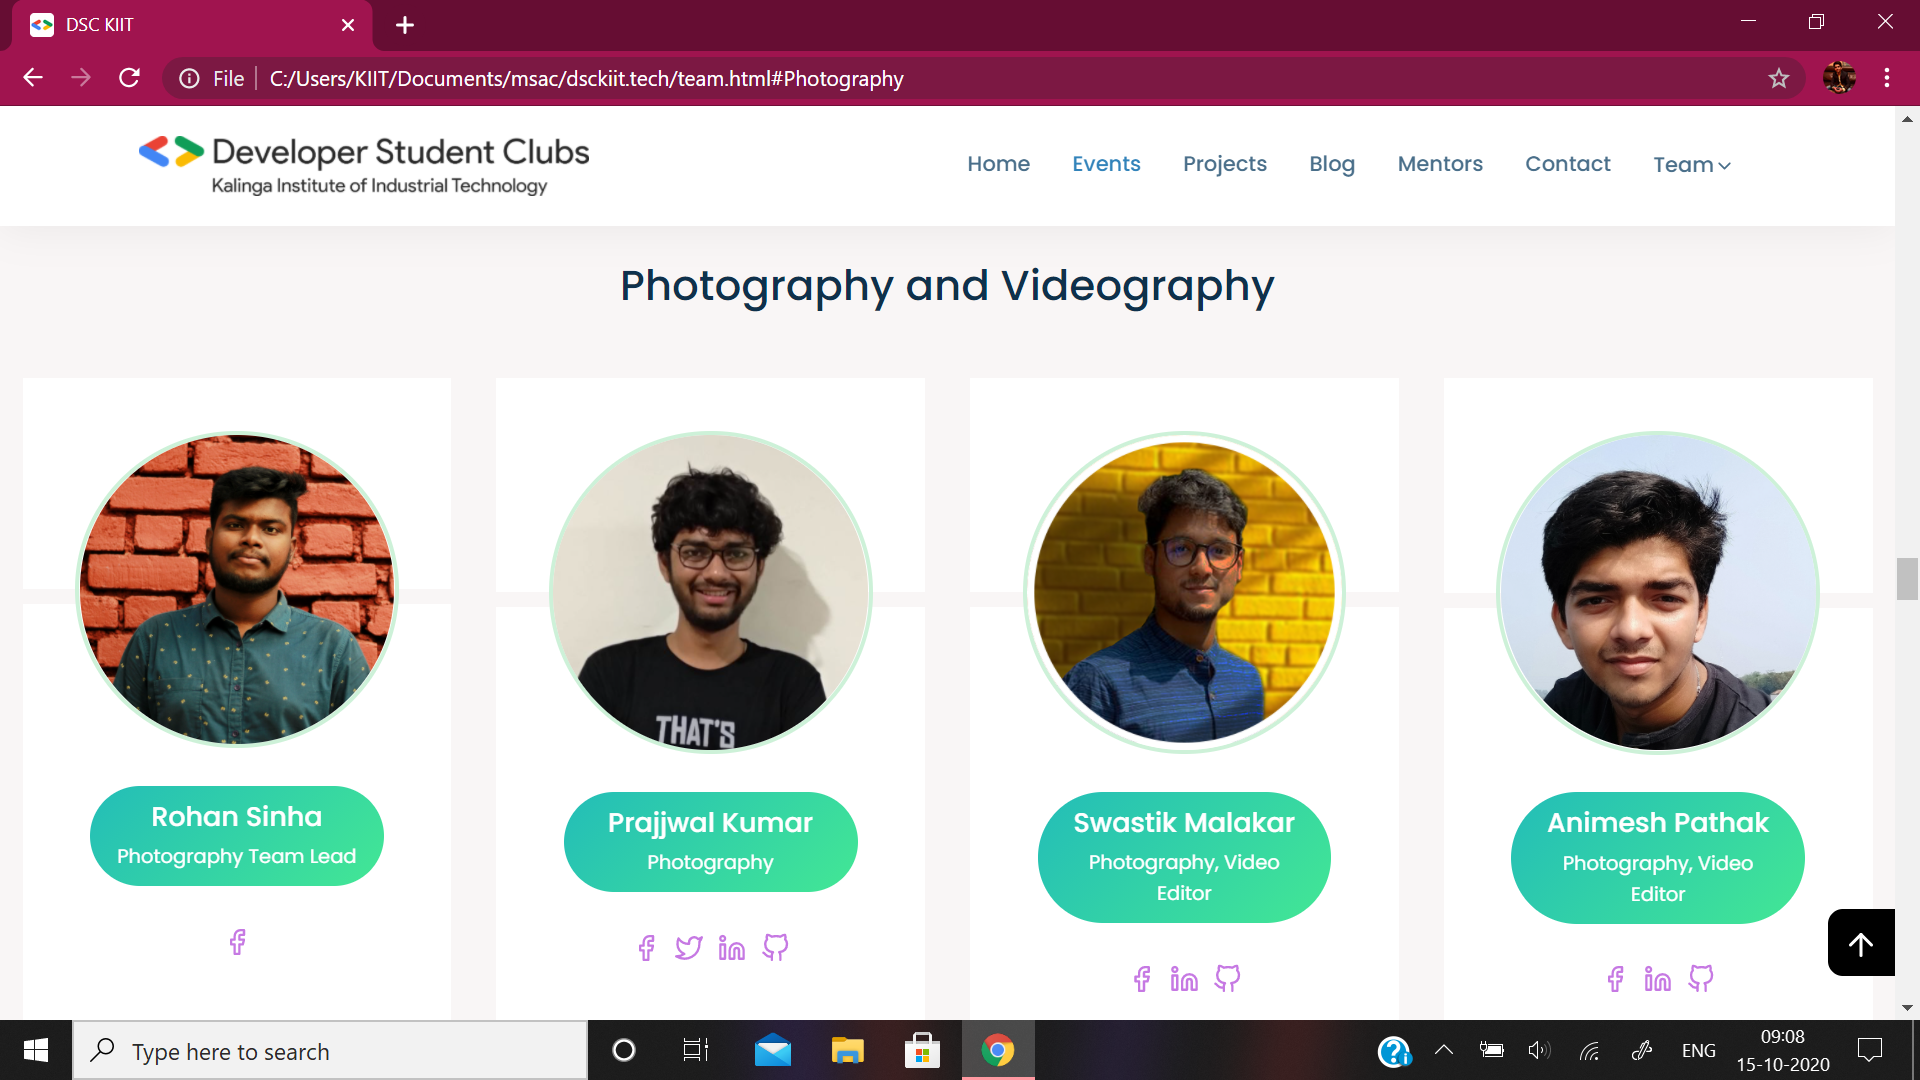 DSC KIIT
File
C:/Users/KIIT/Documents/msac/dsckiit.tech/team.html#Photography
Developer Student Clubs
Kalinga Institute of Industrial Technology
Home
Events
Projects
Blog
Mentors
Contact
Team
Photography and Videography
THAT'S
Rohan Sinha
Photography Team Lead
Prajjwal Kumar
Photography
Swastik Malakar
Photography, Video
Editor
Animesh Pathak
Photography, Video
Editor
Type here to search
ENG
09:08
15-10-2020